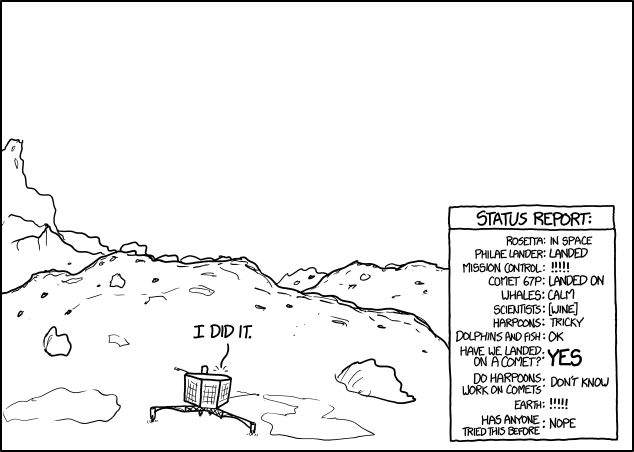 I DID IT.
STATUS REPORT:
ROSETTA: IN SPACE
PHILAE LANDER: LANDED
MISSION CONTROL: !!!!!
COMET 67P: LANDED ON
WHALES: CALM
SCIENTISTS: [WINE]
HARPOONS: TRICKY
DOLPHINS AND FISH: OK
HAVE WE LANDED
ON A COMET?: YES
DO HARPOONS
WORK ON COMETS: DON'T KNOW
EARTH: !!!!!
HAS ANYONE
TRIED THIS BEFORE: NOPE